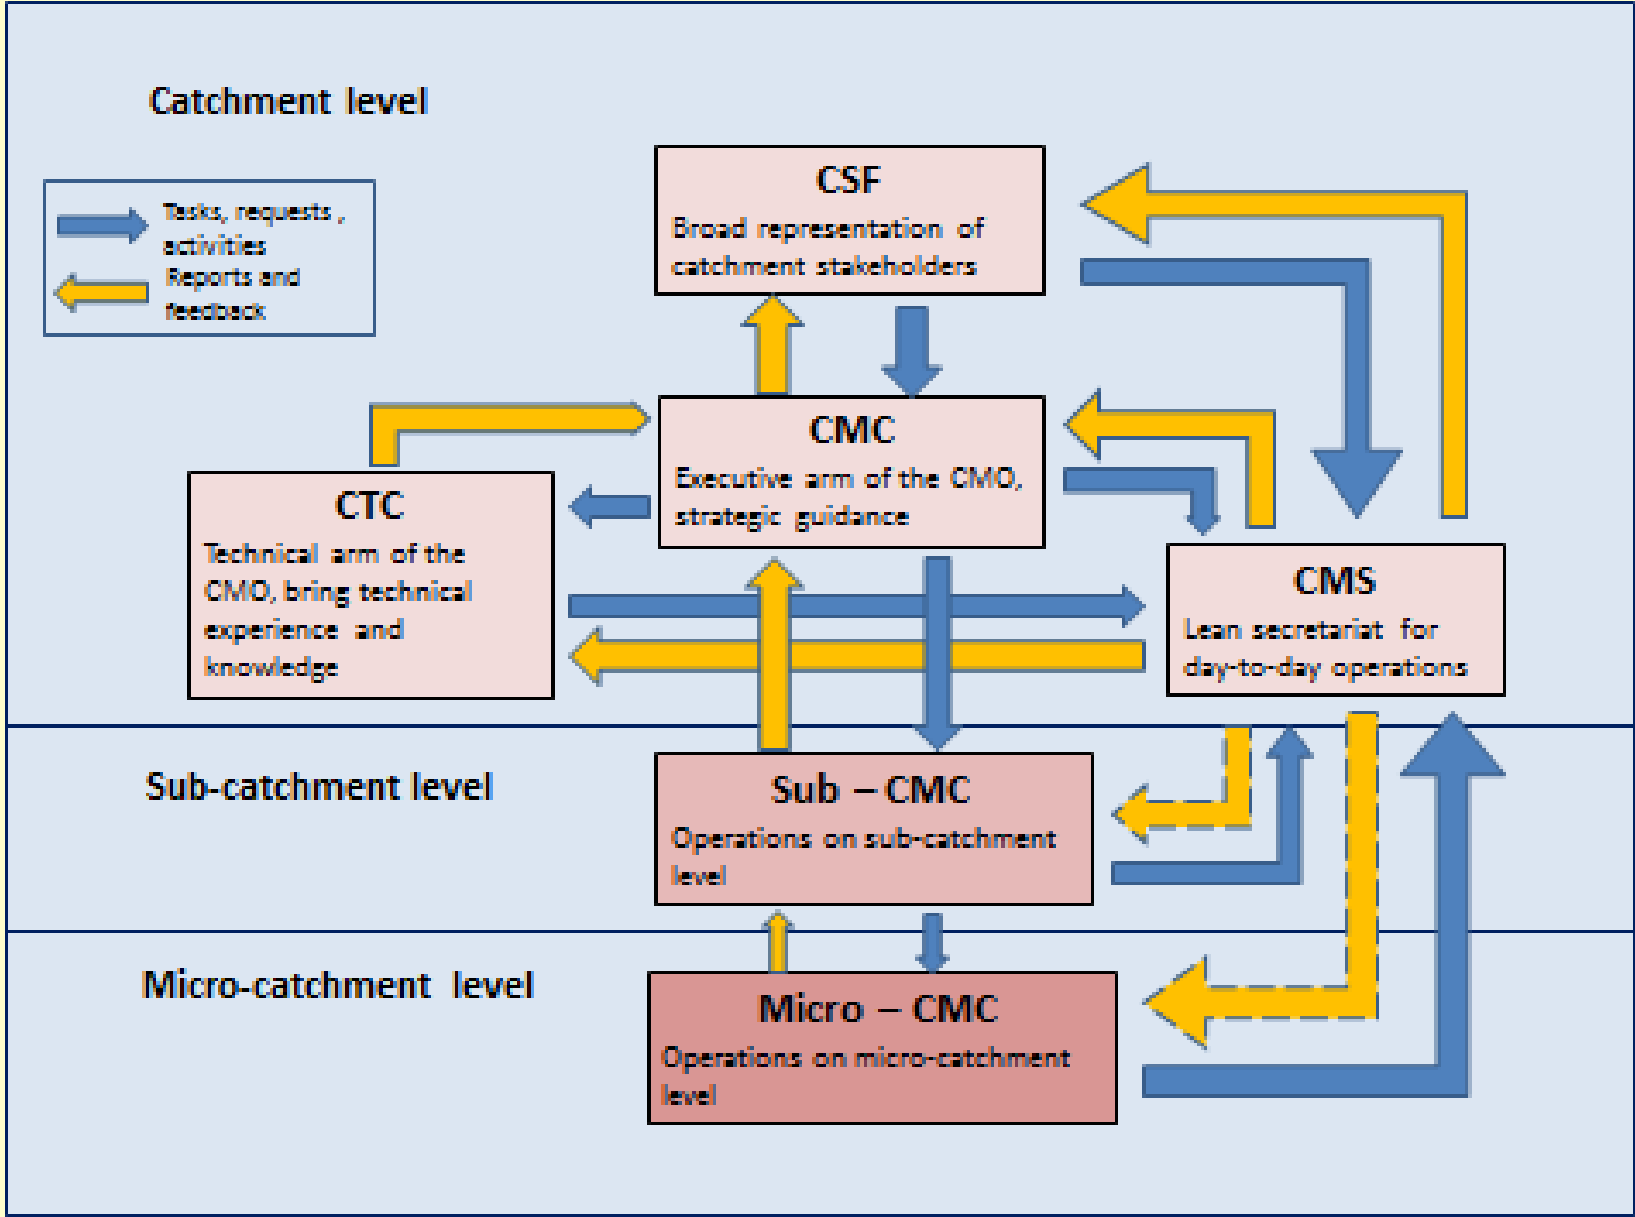 Catchment level
Tasks, requests ,
activities
Reports and
feedback
CSF
Broad representation of
catchment stakeholders
CMC
Executive arm of the CMO,
strategic guidance
CTC
Technical arm of the
CMO, bring technical
experience and
knowledge
CMS
Lean secretariat for
day-to-day operations
Sub-catchment level
Sub – CMC
Operations on sub-catchment
level
Micro-catchment level
Micro – CMC
Operations on micro-catchment
level